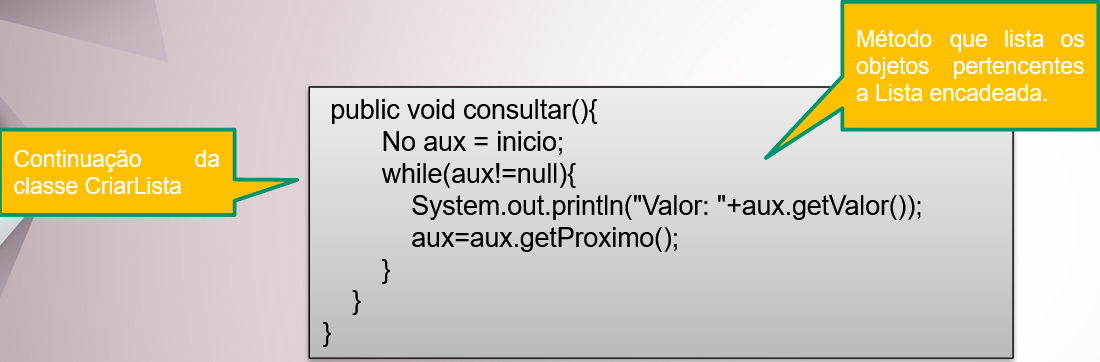 Método que lista os
objetos pertencentes
a Lista encadeada.
Continuação da
classe CriarLista
public void consultar(){
No aux = inicio;
while(aux!=null){
System.out.println("Valor: "+aux.getValor());
aux=aux.getProximo();
}
}
}